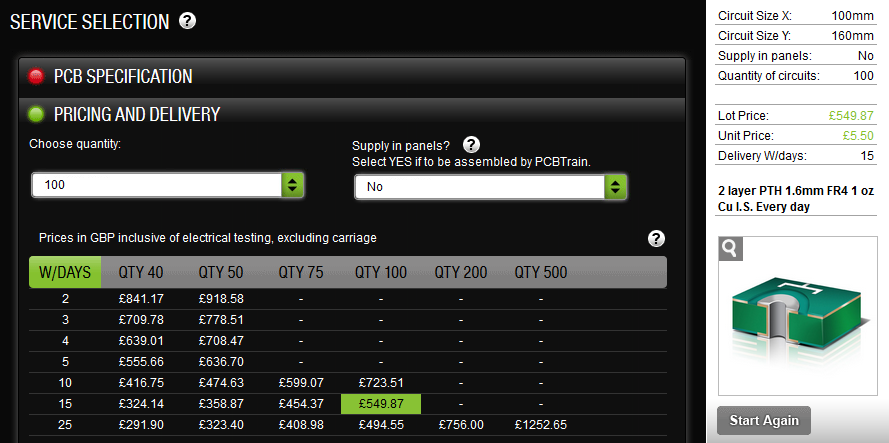 SERVICE SELECTION ?
PCB SPECIFICATION
PRICING AND DELIVERY
Choose quantity:
100
Supply in panels? ?
Select YES if to be assembled by PCBTrain.
No
Prices in GBP inclusive of electrical testing, excluding carriage ?
W/DAYS QTY 40 QTY 50 QTY 75 QTY 100 QTY 200 QTY 500
2 £841.17 £918.58 - - - -
3 £709.78 £778.51 - - - -
4 £639.01 £708.47 - - - -
5 £555.66 £636.70 - - - -
10 £416.75 £474.63 £599.07 £723.51 - -
15 £324.14 £358.87 £454.37 £549.87 - -
25 £291.90 £323.40 £408.98 £494.55 £756.00 £1252.65
Circuit Size X: 100mm
Circuit Size Y: 160mm
Supply in panels: No
Quantity of circuits: 100
Lot Price: £549.87
Unit Price: £5.50
Delivery W/days: 15
2 layer PTH 1.6mm FR4 1 oz
Cu I.S. Every day
Start Again